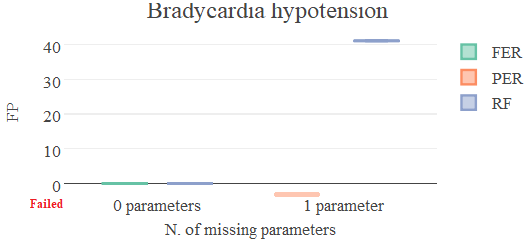 Bradycardia hypotension
40
30
20
10
0
FP
Failed
0 parameters
1 parameter
N. of missing parameters
FER
PER
RF